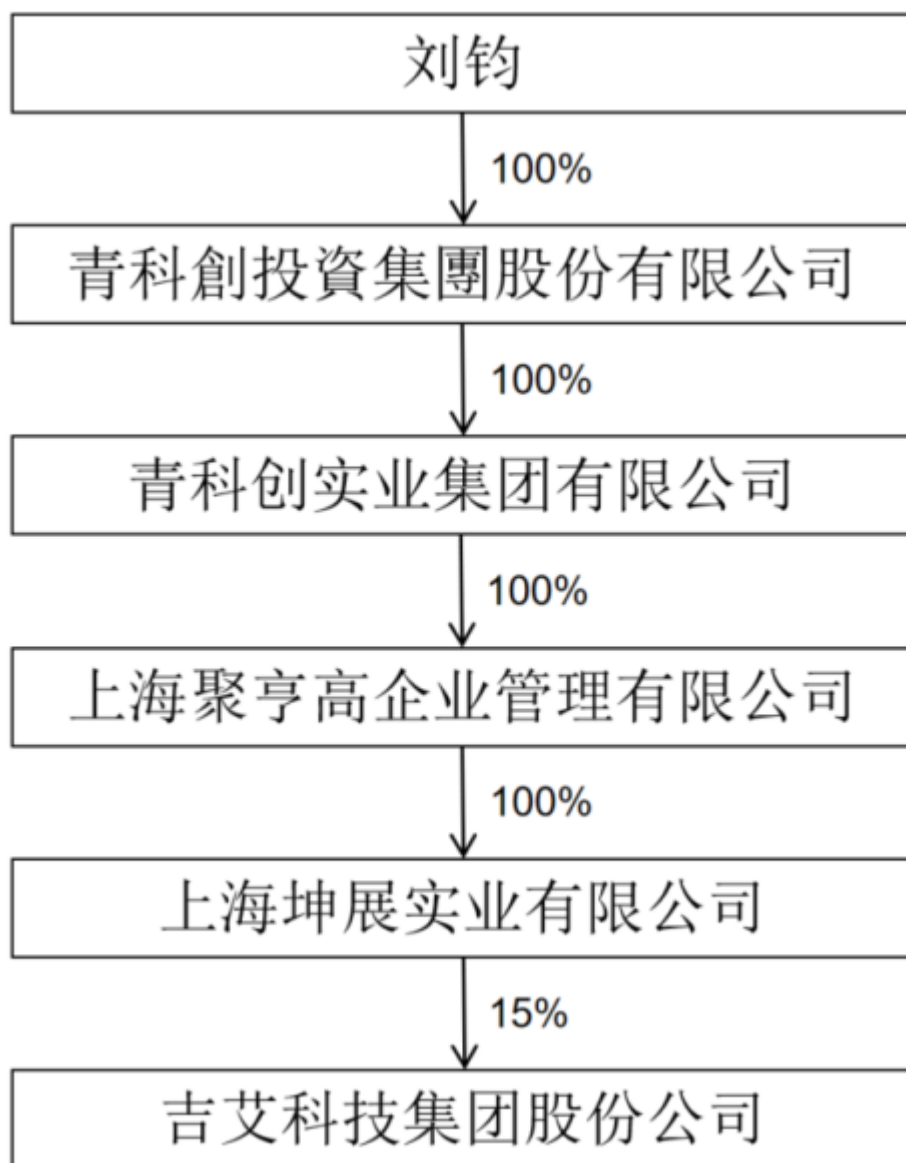 刘钧
100%
青科創投資集團股份有限公司
100%
青科创实业集团有限公司
100%
上海聚亨高企业管理有限公司
100%
上海坤展实业有限公司
15%
吉艾科技集团股份公司